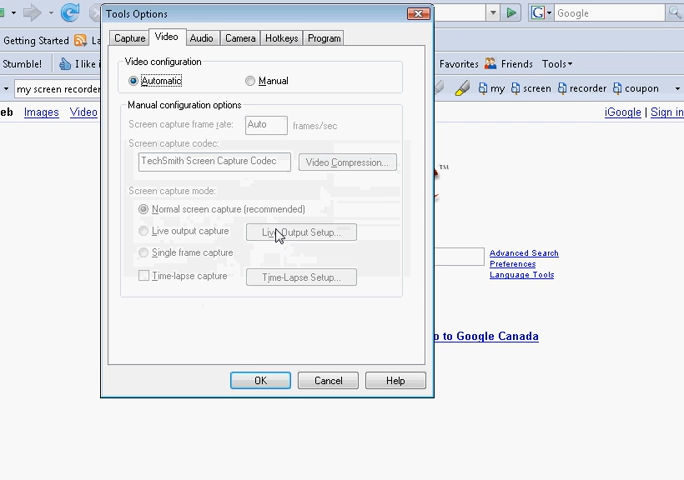 Tools Options
Google
Getting Started La
Capture Video Audio Camera Hotkeys Program
Stumble! I like i
Favorites Friends Tools
Video configuration
Automatic Manual
my screen recorder
my screen recorder coupon
Manual configuration options
eb Images Video
iGoogle | Sign in
Screen capture frame rate: Auto frames/sec
Screen capture codec:
TechSmith Screen Capture Codec Video Compression...
TM
Screen capture mode:
Normal screen capture (recommended)
Live output capture Live Output Setup...
Single frame capture
Advanced Search
Preferences
Language Tools
Time-lapse capture Time-Lapse Setup...
o to Google Canada
OK Cancel Help